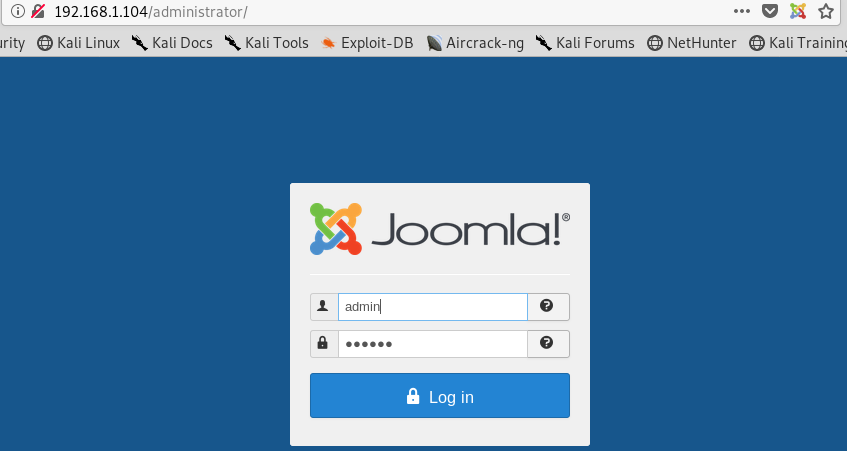 192.168.1.104/administrator/
urity Kali Linux Kali Docs Kali Tools Exploit-DB Aircrack-ng Kali Forums NetHunter Kali Training
Joomla!®
admin
Log in